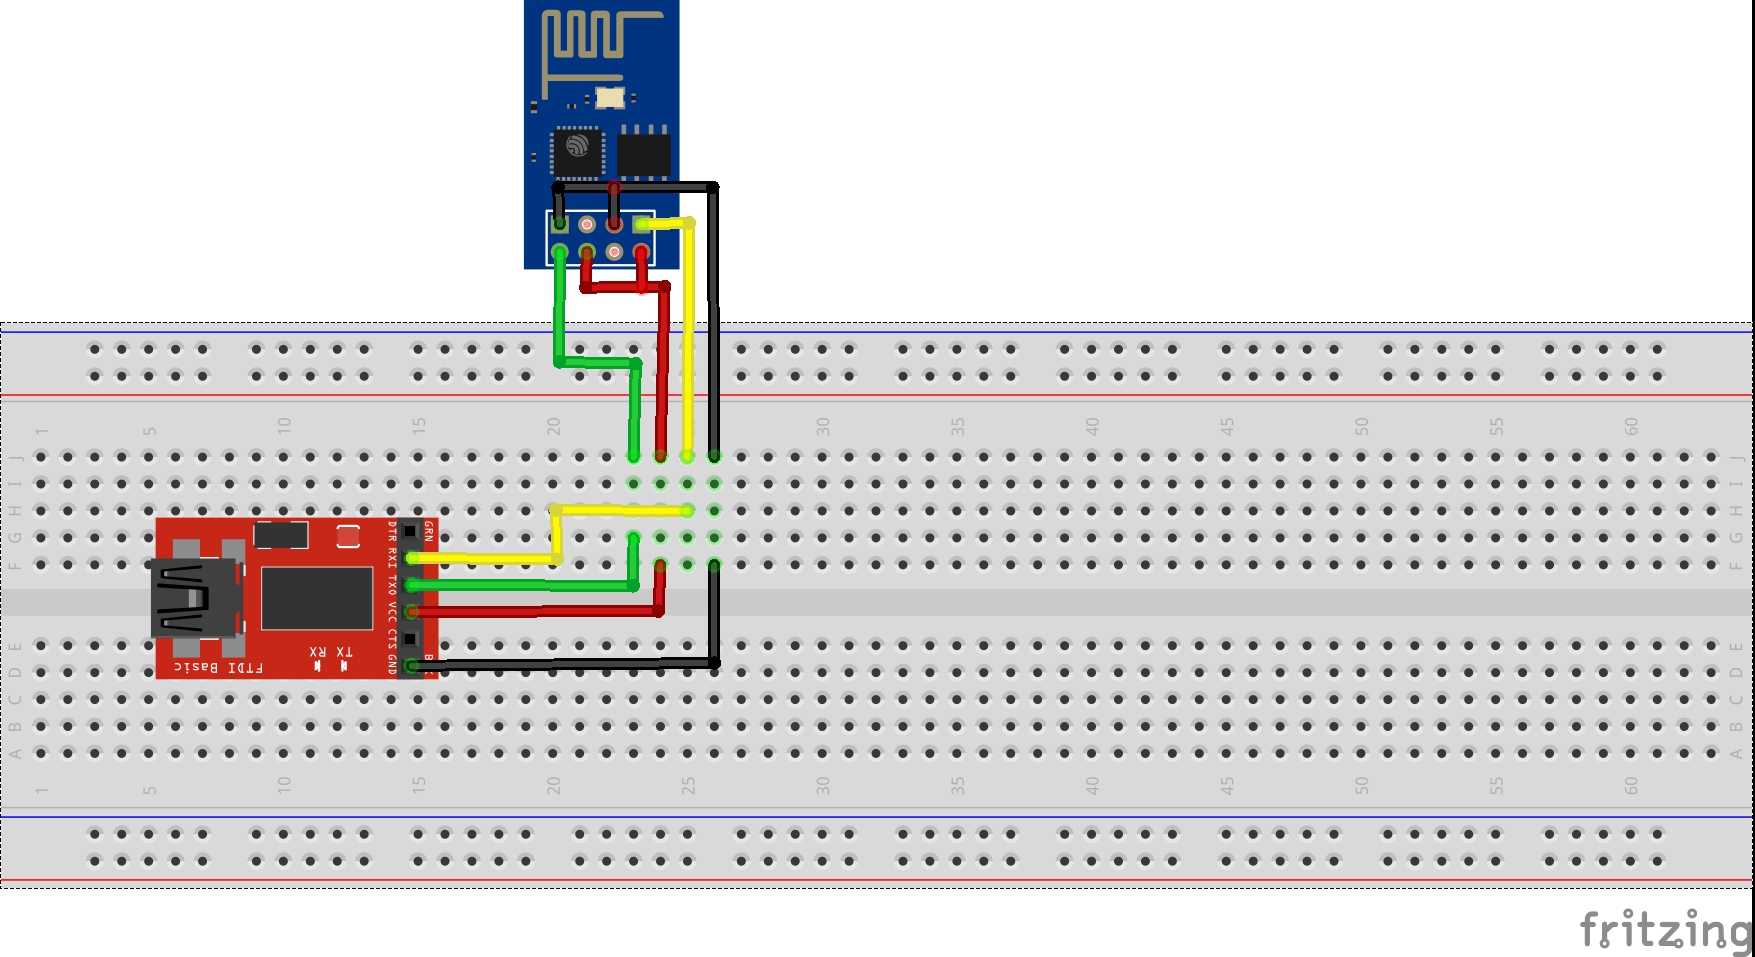 1 5 10 15 20 25 30 35 40 45 50 55 60
J J
I I
H H
G G
F F
DTR RXI TXO VCC CTS GND
GRN
TX RX
FTDI Basic
E E
D D
C C
B B
A A
1 5 10 15 20 25 30 35 40 45 50 55 60
fritzing